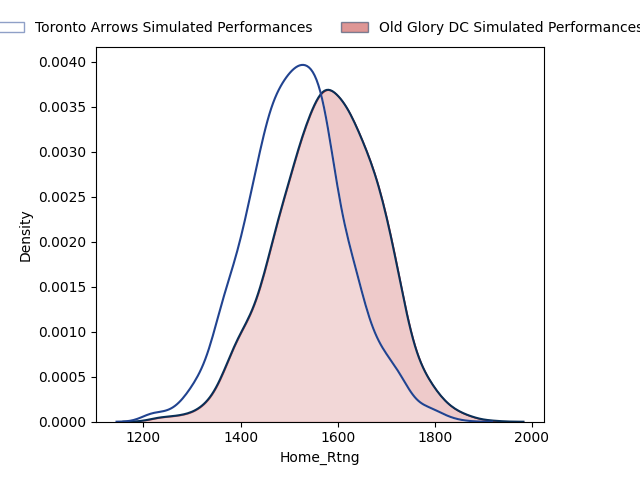 Toronto Arrows Simulated Performances Old Glory DC Simulated Performances
0.0040
0.0035
0.0030
0.0025
0.0020
0.0015
0.0010
0.0005
0.0000
Density
1200 1400 1600 1800 2000
Home_Rtng